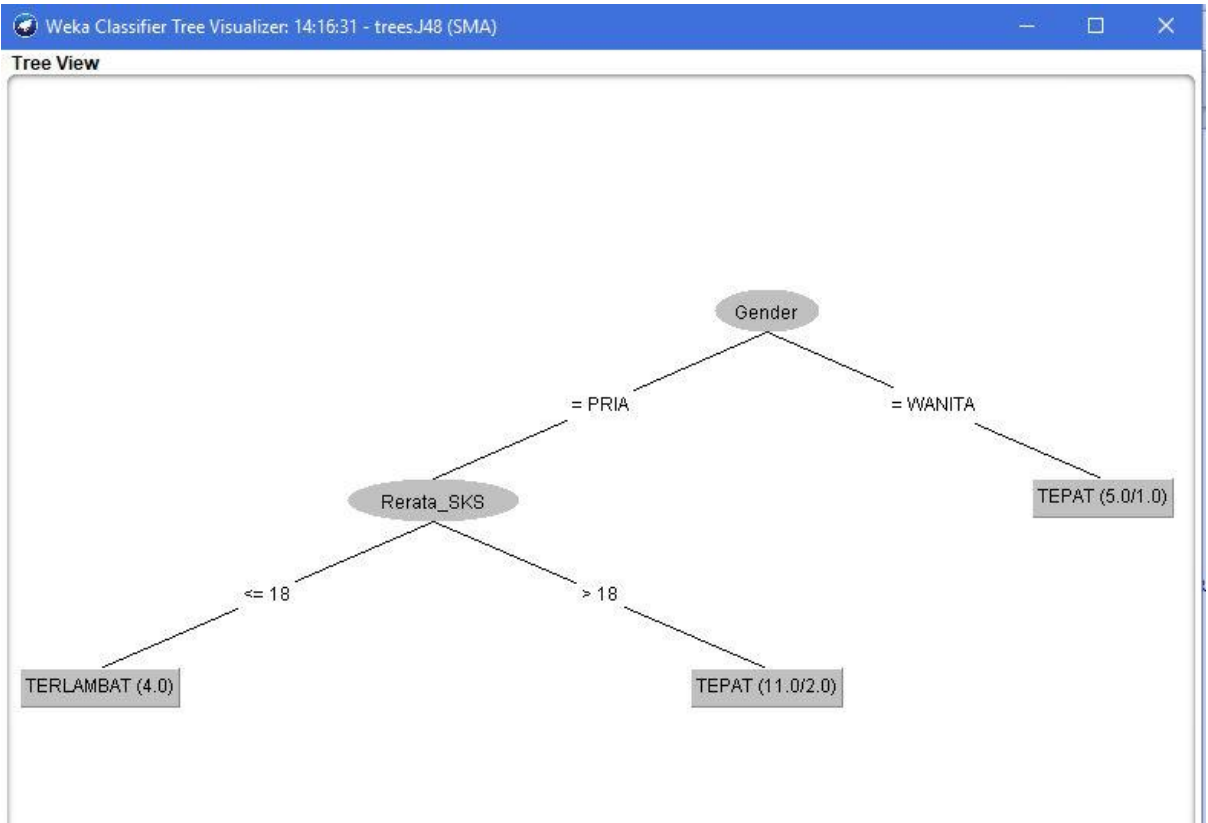 Weka Classifier Tree Visualizer: 14:16:31 - trees.J48 (SMA)
Tree View
Gender
= PRIA
= WANITA
Rerata_SKS
TEPAT (5.0/1.0)
<= 18
> 18
TERLAMBAT (4.0)
TEPAT (11.0/2.0)